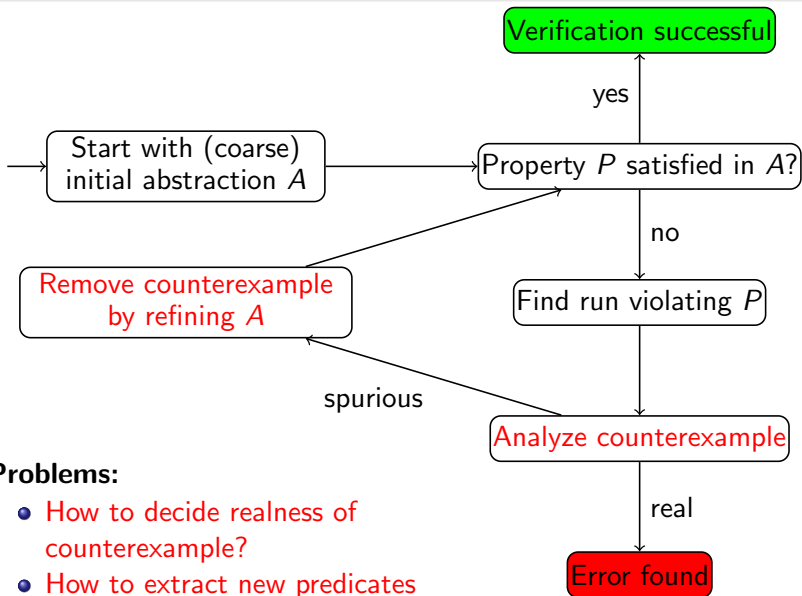 Verification successful
yes
Start with (coarse)
initial abstraction A
Property P satisfied in A?
no
Remove counterexample
by refining A
Find run violating P
spurious
Analyze counterexample
Problems:
real
How to decide realness of
counterexample?
Error found
How to extract new predicates